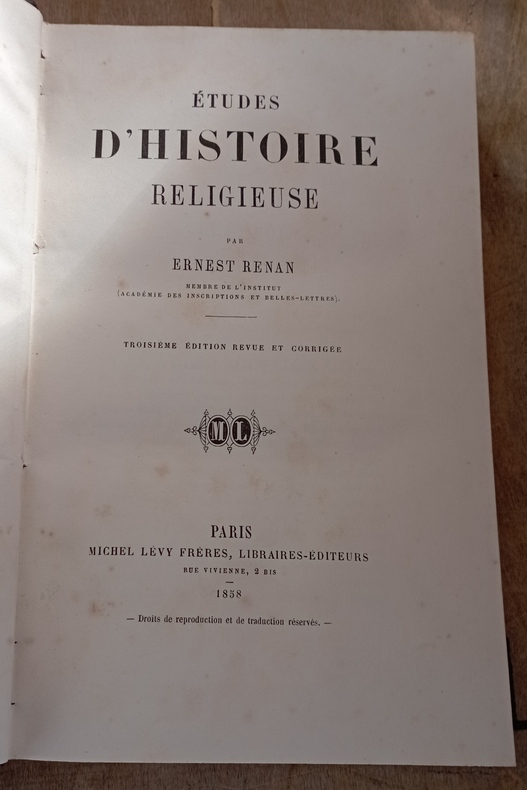 ÉTUDES
D'HISTOIRE
RELIGIEUSE
PAR
ERNEST RENAN
MEMBRE DE L'INSTITUT
(ACADÉMIE DES INSCRIPTIONS ET BELLES-LETTRES).
TROISIÈME ÉDITION REVUE ET CORRIGÉE
ML
PARIS
MICHEL LÉVY FRÈRES, LIBRAIRES-ÉDITEURS
RUE VIVIENNE, 2 BIS
1858
— Droits de reproduction et de traduction réservés. —